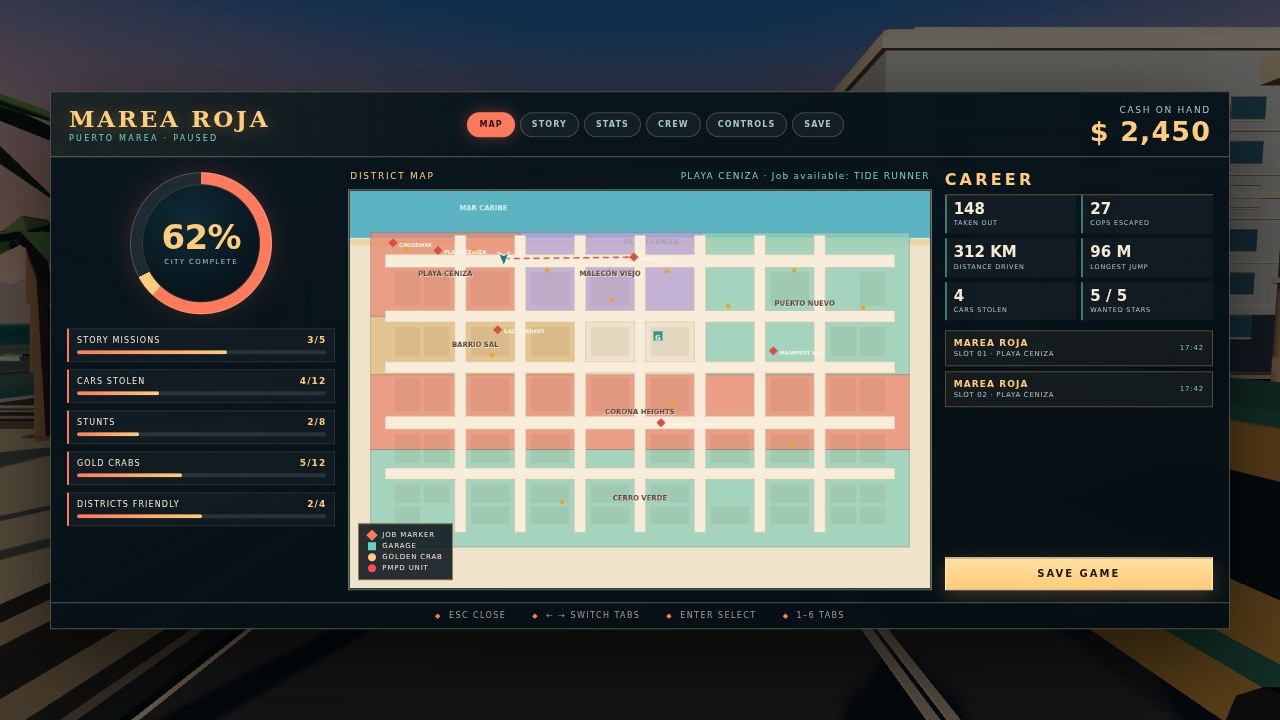 MAREA ROJA
PUERTO MAREA · PAUSED
MAP
STORY
STATS
CREW
CONTROLS
SAVE
CASH ON HAND
$ 2,450
62%
CITY COMPLETE
STORY MISSIONS 3/5
CARS STOLEN 4/12
STUNTS 2/8
GOLD CRABS 5/12
DISTRICTS FRIENDLY 2/4
DISTRICT MAP
PLAYA CENIZA · Job available: TIDE RUNNER
MAR CARIBE
CAUSEWAY
PLAYA CENIZA
PLAYA CENIZA
MALECÓN VIEJO
PUERTO NUEVO
SALT MARKET
BARRIO SAL
G
MANIFEST
CORONA HEIGHTS
CERRO VERDE
JOB MARKER
GARAGE
GOLDEN CRAB
PMPD UNIT
CAREER
148
TAKEN OUT
27
COPS ESCAPED
312 KM
DISTANCE DRIVEN
96 M
LONGEST JUMP
4
CARS STOLEN
5 / 5
WANTED STARS
MAREA ROJA
SLOT 01 · PLAYA CENIZA
17:42
MAREA ROJA
SLOT 02 · PLAYA CENIZA
17:42
SAVE GAME
ESC CLOSE
← → SWITCH TABS
ENTER SELECT
1–6 TABS